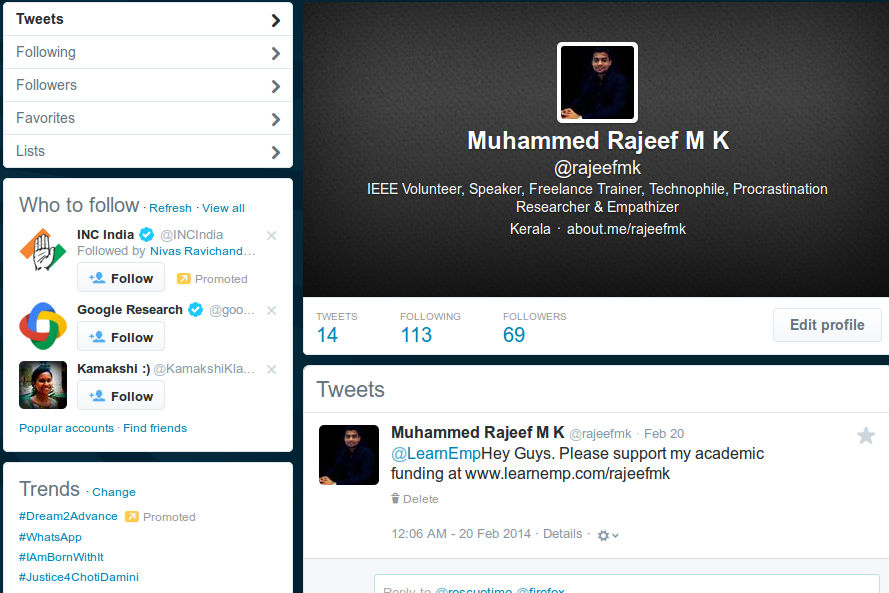 Tweets
Following
Followers
Favorites
Lists
Who to follow · Refresh · View all
INC India @INCIndia
Followed by Nivas Ravichand...
Follow Promoted
Google Research @goo...
Follow
Kamakshi :) @KamakshiKla...
Follow
Popular accounts · Find friends
Trends · Change
#Dream2Advance Promoted
#WhatsApp
#IAmBornWithIt
#Justice4ChotiDamini
Muhammed Rajeef M K
@rajeefmk
IEEE Volunteer, Speaker, Freelance Trainer, Technophile, Procrastination
Researcher & Empathizer
Kerala · about.me/rajeefmk
TWEETS FOLLOWING FOLLOWERS
14 113 69
Edit profile
Tweets
Muhammed Rajeef M K @rajeefmk · Feb 20
@LearnEmpHey Guys. Please support my academic
funding at www.learnemp.com/rajeefmk
Delete
12:06 AM - 20 Feb 2014 · Details ·
Reply to @rescuetime @firefox